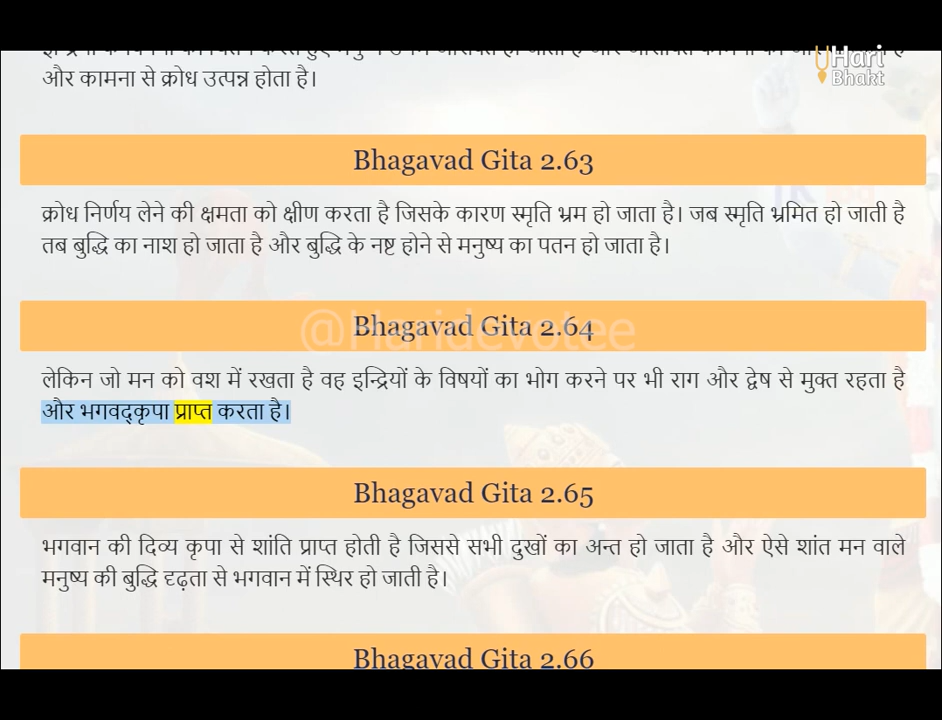 Hari
Bhakt
और कामना से क्रोध उत्पन्न होता है।
Bhagavad Gita 2.63
क्रोध निर्णय लेने की क्षमता को क्षीण करता है जिसके कारण स्मृति भ्रम हो जाता है। जब स्मृति भ्रमित हो जाती है
तब बुद्धि का नाश हो जाता है और बुद्धि के नष्ट होने से मनुष्य का पतन हो जाता है।
@Haridevotee
Bhagavad Gita 2.64
लेकिन जो मन को वश में रखता है वह इन्द्रियों के विषयों का भोग करने पर भी राग और द्वेष से मुक्त रहता है
और भगवद्कृपा प्राप्त करता है।
Bhagavad Gita 2.65
भगवान की दिव्य कृपा से शांति प्राप्त होती है जिससे सभी दुखों का अन्त हो जाता है और ऐसे शांत मन वाले
मनुष्य की बुद्धि दृढ़ता से भगवान में स्थिर हो जाती है।
Bhagavad Gita 2.66